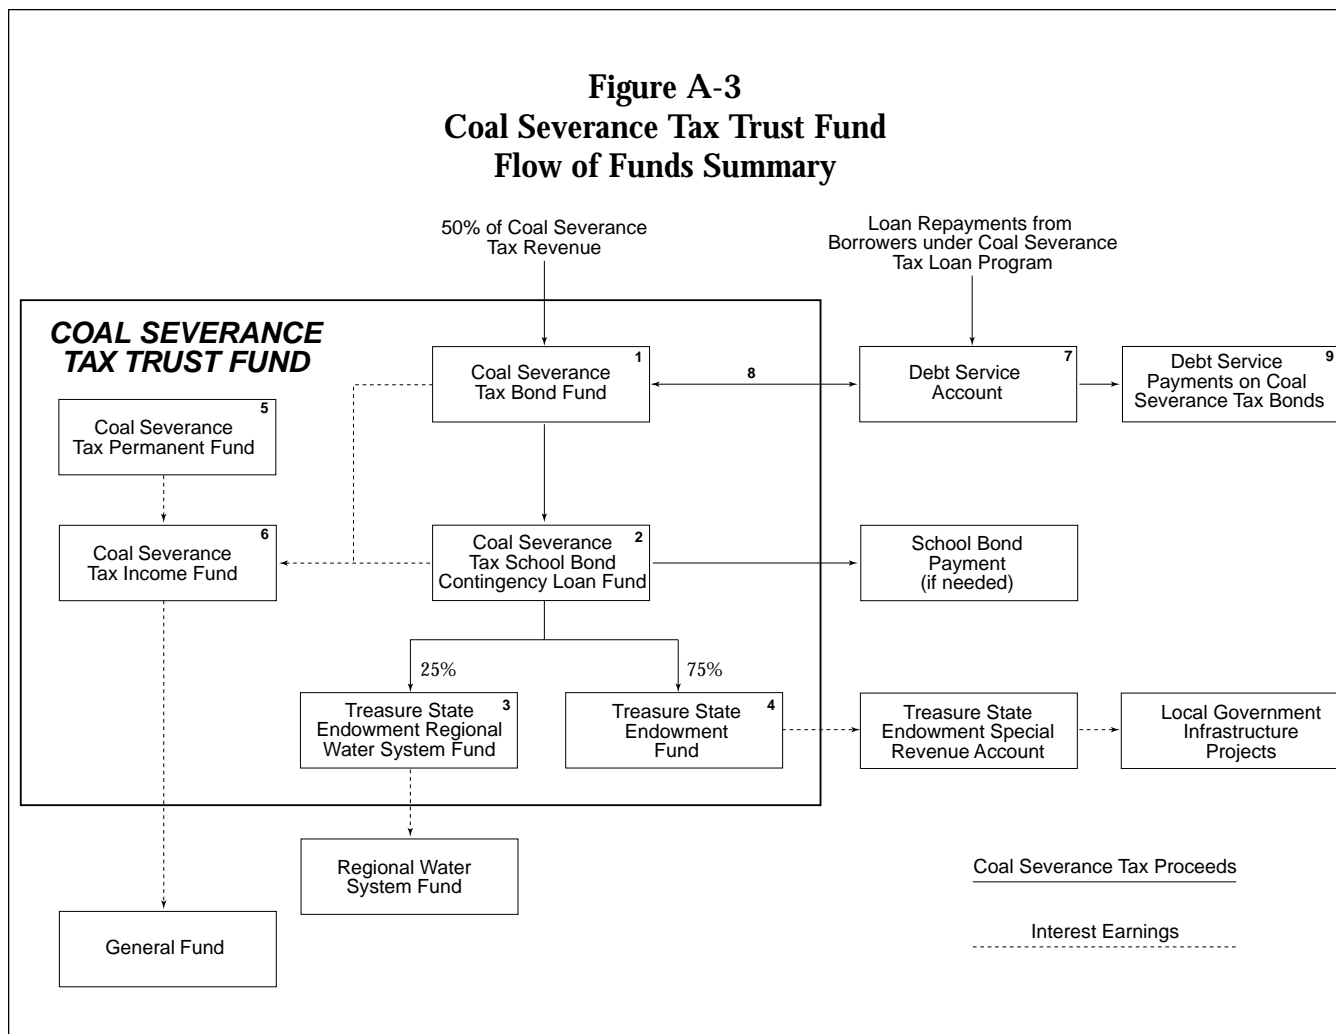 Figure A-3
Coal Severance Tax Trust Fund
Flow of Funds Summary
50% of Coal Severance
Tax Revenue
Loan Repayments from
Borrowers under Coal Severance
Tax Loan Program
COAL SEVERANCE
TAX TRUST FUND
1
Coal Severance
Tax Bond Fund
8
7
Debt Service
Account
9
Debt Service
Payments on Coal
Severance Tax Bonds
5
Coal Severance
Tax Permanent Fund
6
Coal Severance
Tax Income Fund
2
Coal Severance
Tax School Bond
Contingency Loan Fund
School Bond
Payment
(if needed)
25%
75%
3
Treasure State
Endowment Regional
Water System Fund
4
Treasure State
Endowment
Fund
Treasure State
Endowment Special
Revenue Account
Local Government
Infrastructure
Projects
Regional Water
System Fund
Coal Severance Tax Proceeds
General Fund
Interest Earnings